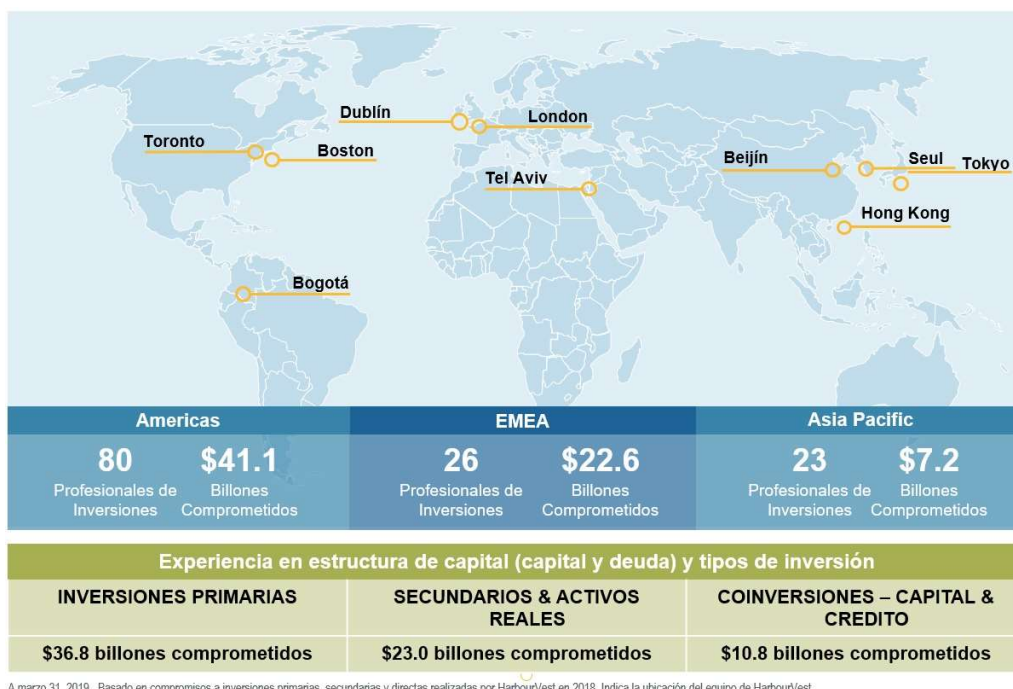 Dublín
London
Toronto
Boston
Beijín
Seul
Tokyo
Tel Aviv
Hong Kong
Bogotá
Americas
EMEA
Asia Pacific
80
$41.1
26
$22.6
23
$7.2
Profesionales de
Billones
Profesionales de
Billones
Profesionales de
Billones
Inversiones
Comprometidos
Inversiones
Comprometidos
Inversiones
Comprometidos
Experiencia en estructura de capital (capital y deuda) y tipos de inversión
INVERSIONES PRIMARIAS
SECUNDARIOS & ACTIVOS
REALES
COINVERSIONES – CAPITAL &
CREDITO
$36.8 billones comprometidos
$23.0 billones comprometidos
$10.8 billones comprometidos
A marzo 31, 2019. Basado en compromisos a inversiones primarias, secundarias y directas realizadas por HarbourVest en 2018. Indica la ubicación del equipo de HarbourVest